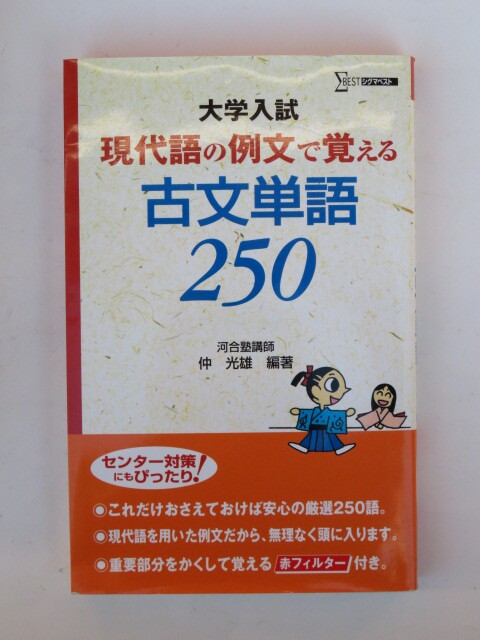 ΣBEST シグマベスト
大学入試
現代語の例文で覚える
古文単語
250
河合塾講師
仲 光雄 編著
センター対策
にもぴったり!
●これだけおさえておけば安心の厳選250語。
●現代語を用いた例文だから、無理なく頭に入ります。
●重要部分をかくして覚える 赤フィルター 付き。